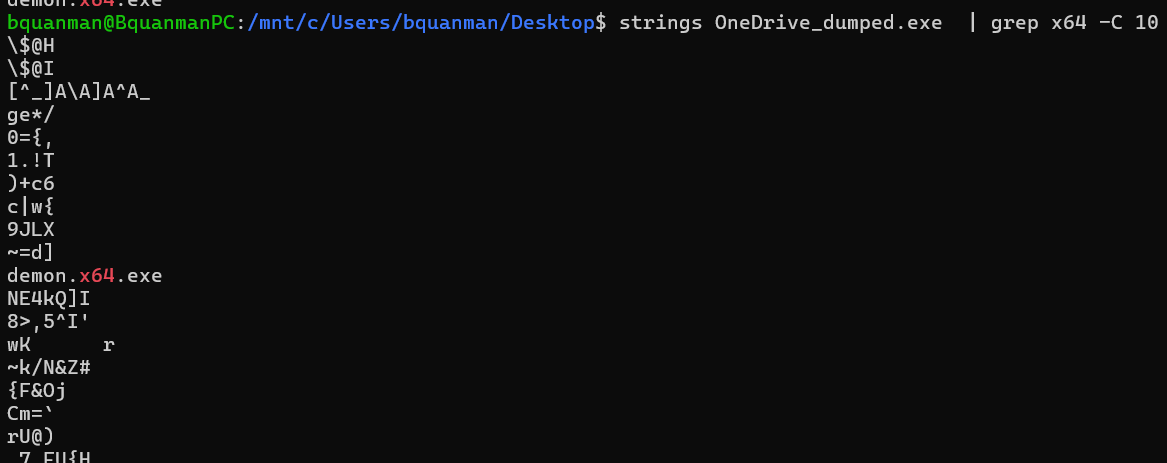 demon.x64.exe
bquanman@BquanmanPC:/mnt/c/Users/bquanman/Desktop$ strings OneDrive_dumped.exe  | grep x64 -C 10
\$@H
\$@I
[^_]A\A]A^A_
ge*/
0={,
1.!T
)+c6
c|w{
9JLX
~=d]
demon.x64.exe
NE4kQ]I
8>,5^I'
wK      r
~k/N&Z#
{F&Oj
Cm=`
rU@)